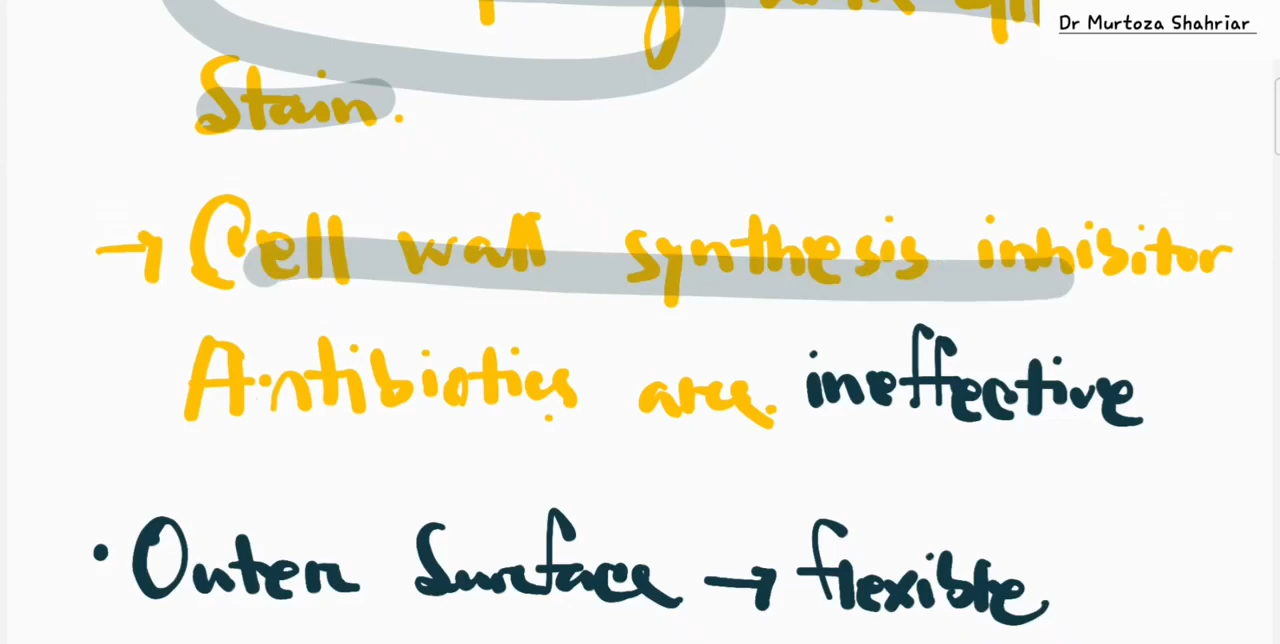 Dr Murtoza Shahriar
Stain.
→ Cell wall synthesis inhibitor
Antibiotics are ineffective
• Outer Surface → flexible